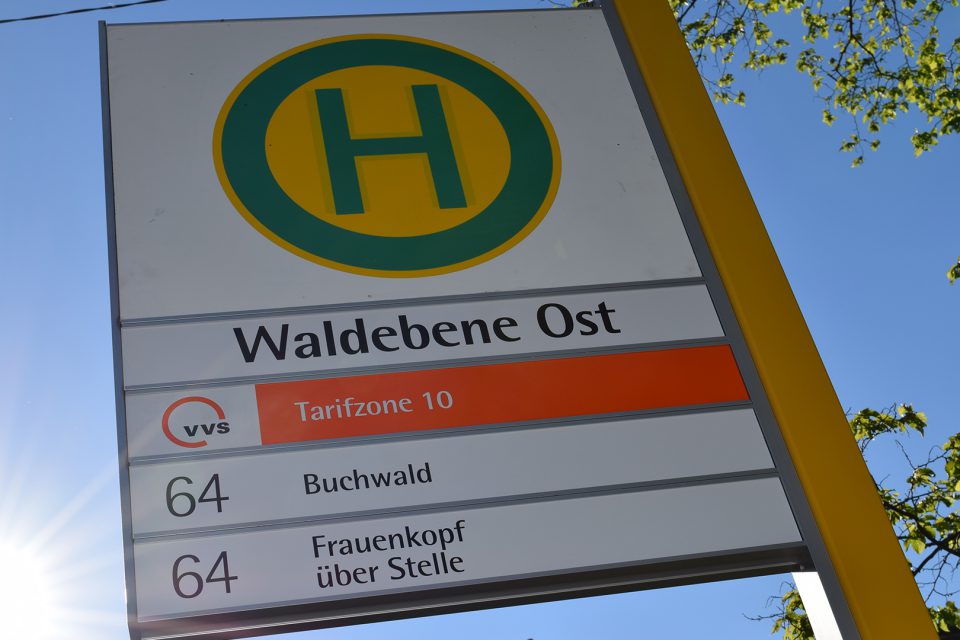 H
Waldebene Ost
vvs Tarifzone 10
64 Buchwald
64 Frauenkopf
über Stelle